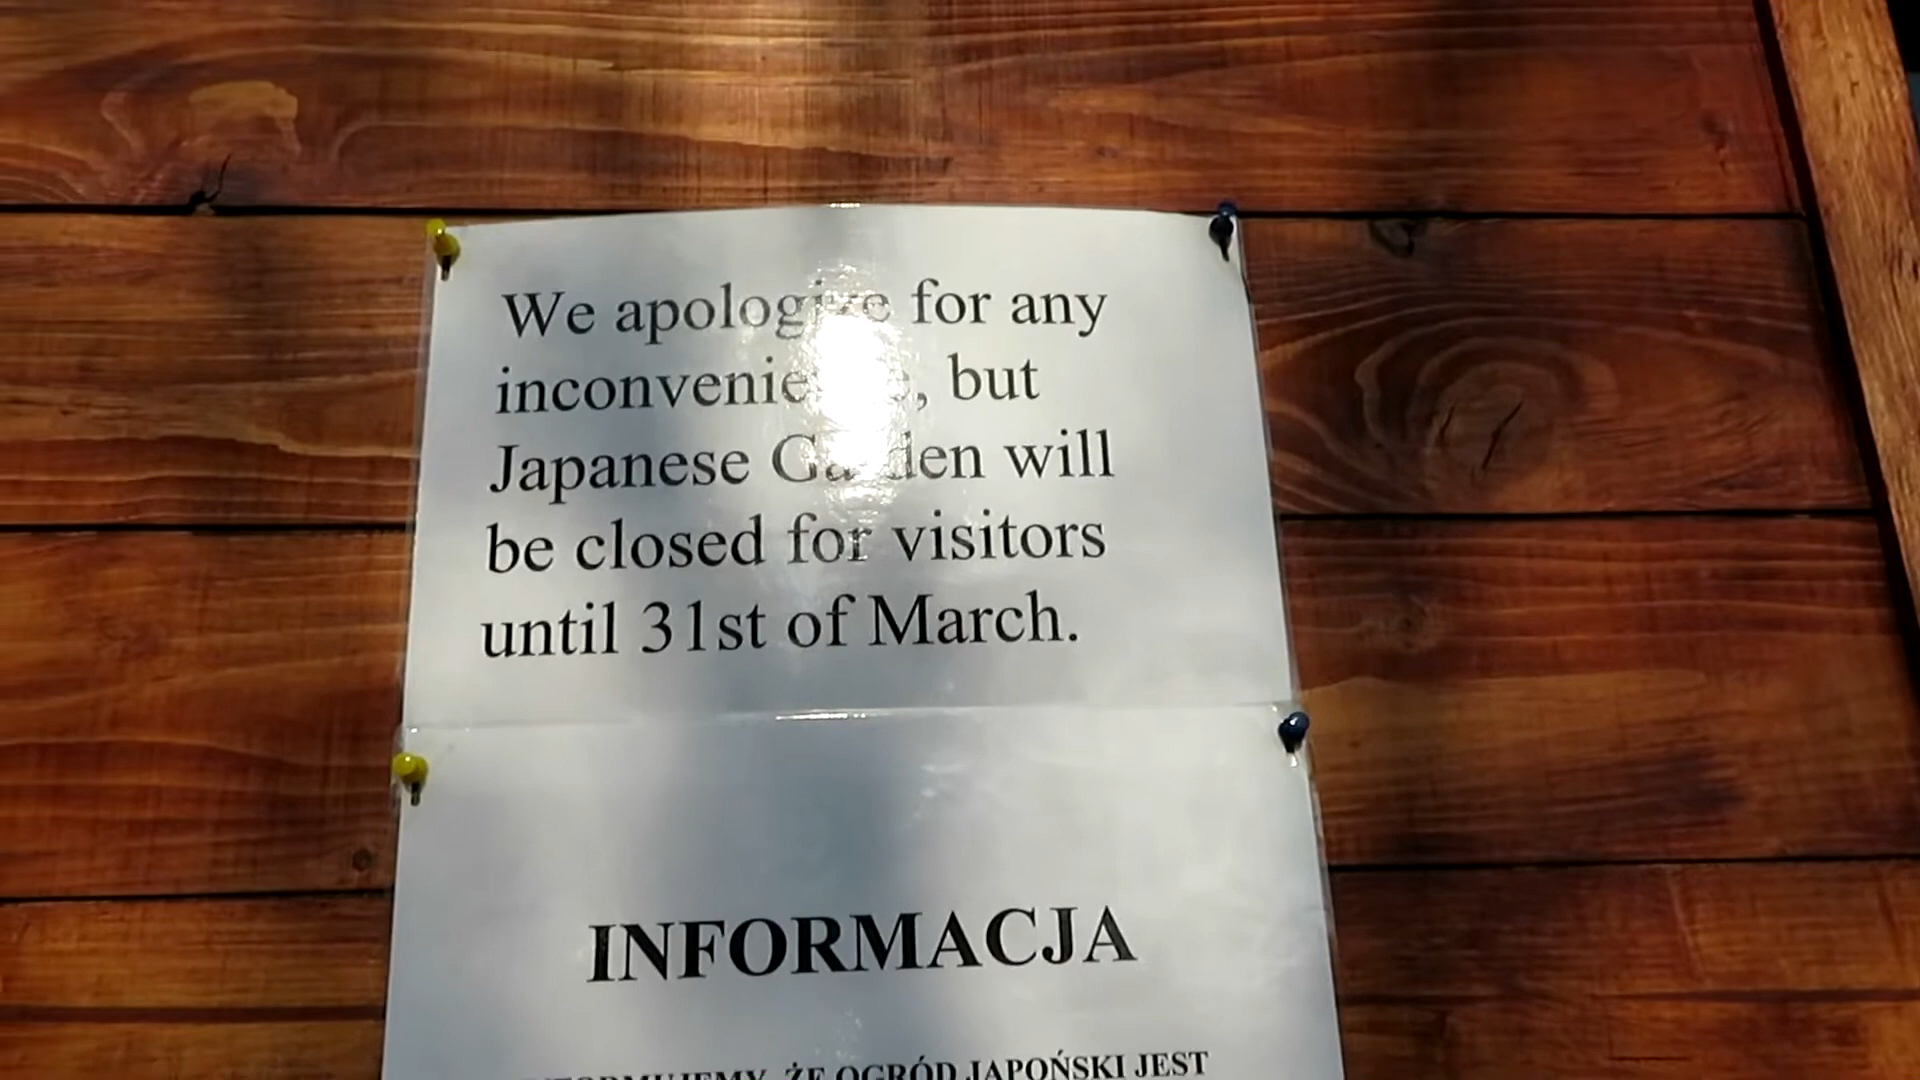 We apologize for any
inconvenience, but
Japanese Garden will
be closed for visitors
until 31st of March.
INFORMACJA
ŻE OGRÓD JAPOŃSKI JEST